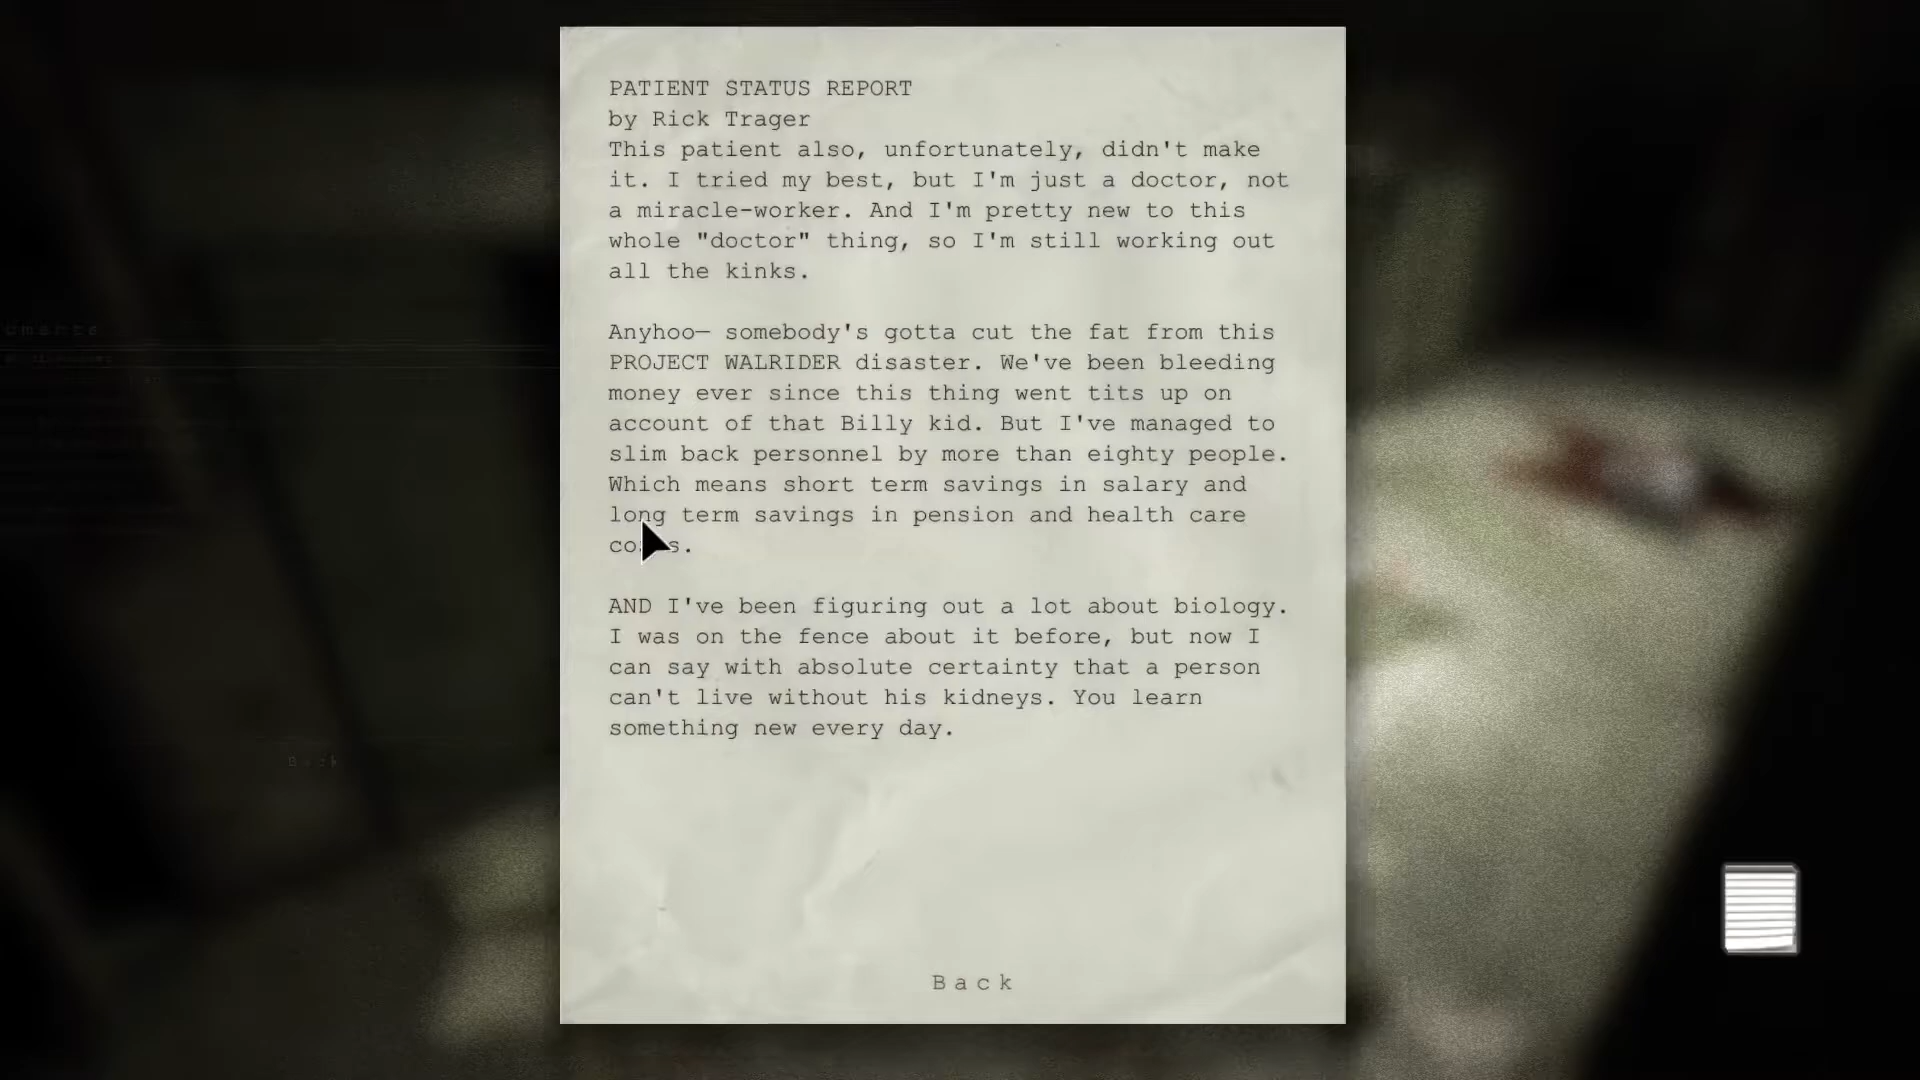 PATIENT STATUS REPORT
by Rick Trager
This patient also, unfortunately, didn't make
it. I tried my best, but I'm just a doctor, not
a miracle-worker. And I'm pretty new to this
whole "doctor" thing, so I'm still working out
all the kinks.
Anyhoo— somebody's gotta cut the fat from this
PROJECT WALRIDER disaster. We've been bleeding
money ever since this thing went tits up on
account of that Billy kid. But I've managed to
slim back personnel by more than eighty people.
Which means short term savings in salary and
long term savings in pension and health care
AND I've been figuring out a lot about biology.
I was on the fence about it before, but now I
can say with absolute certainty that a person
can't live without his kidneys. You learn
something new every day.
Back
Back